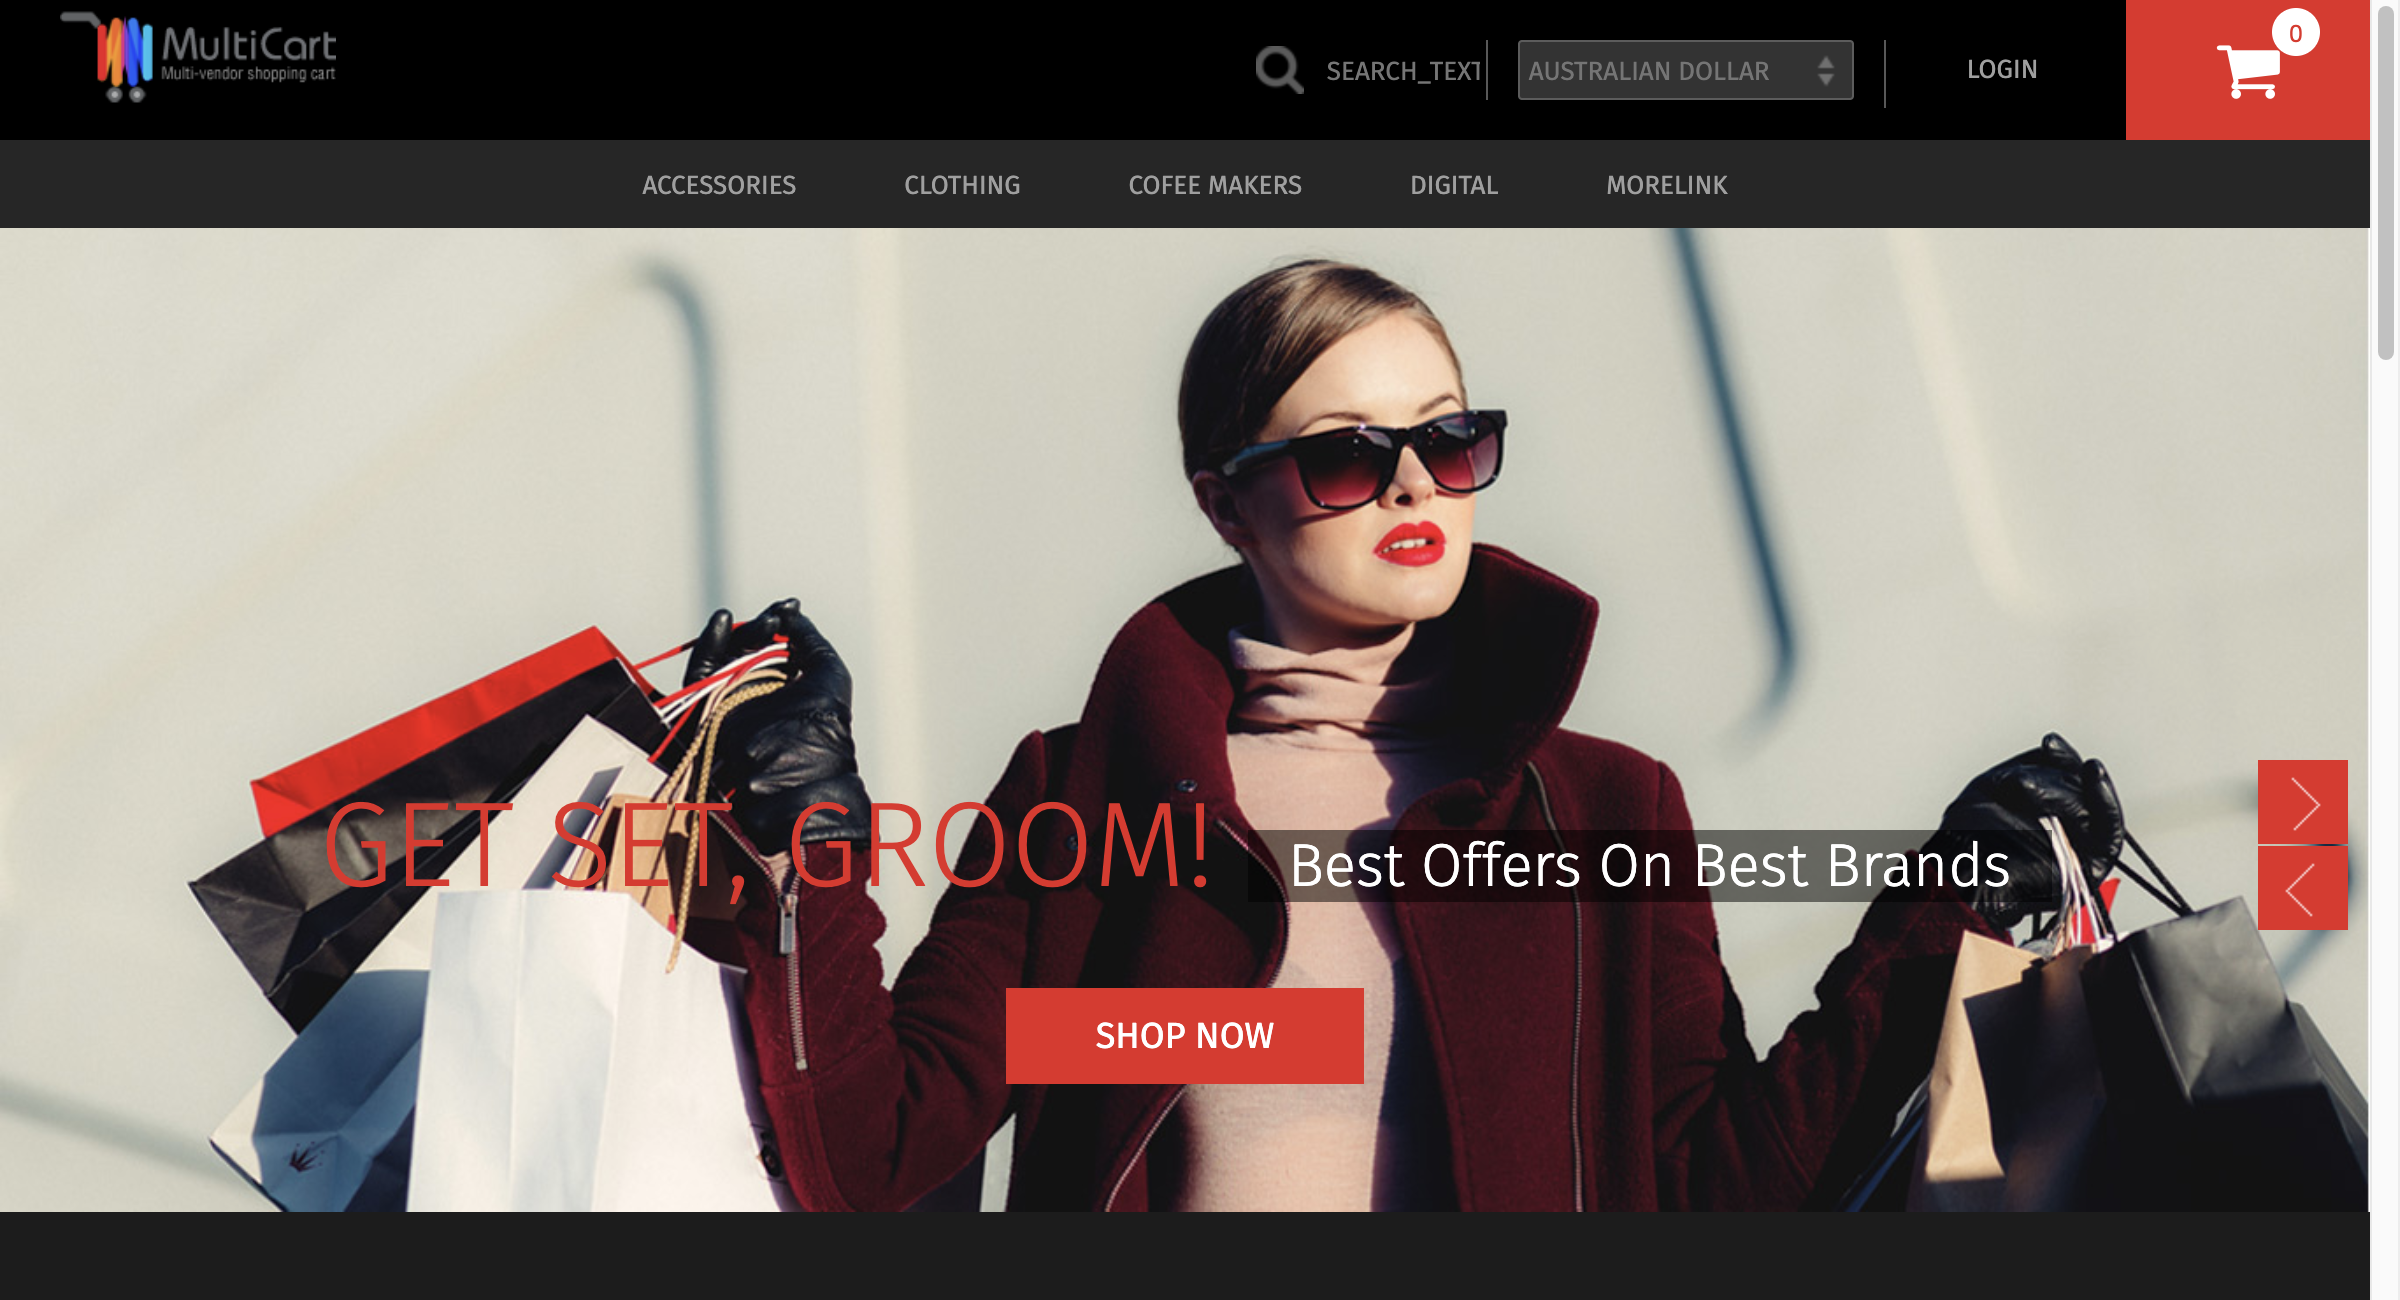 MultiCart
Multi-vendor shopping cart
SEARCH_TEXT
AUSTRALIAN DOLLAR
LOGIN
0
ACCESSORIES
CLOTHING
COFEE MAKERS
DIGITAL
MORELINK
GET SET, GROOM!
Best Offers On Best Brands
SHOP NOW